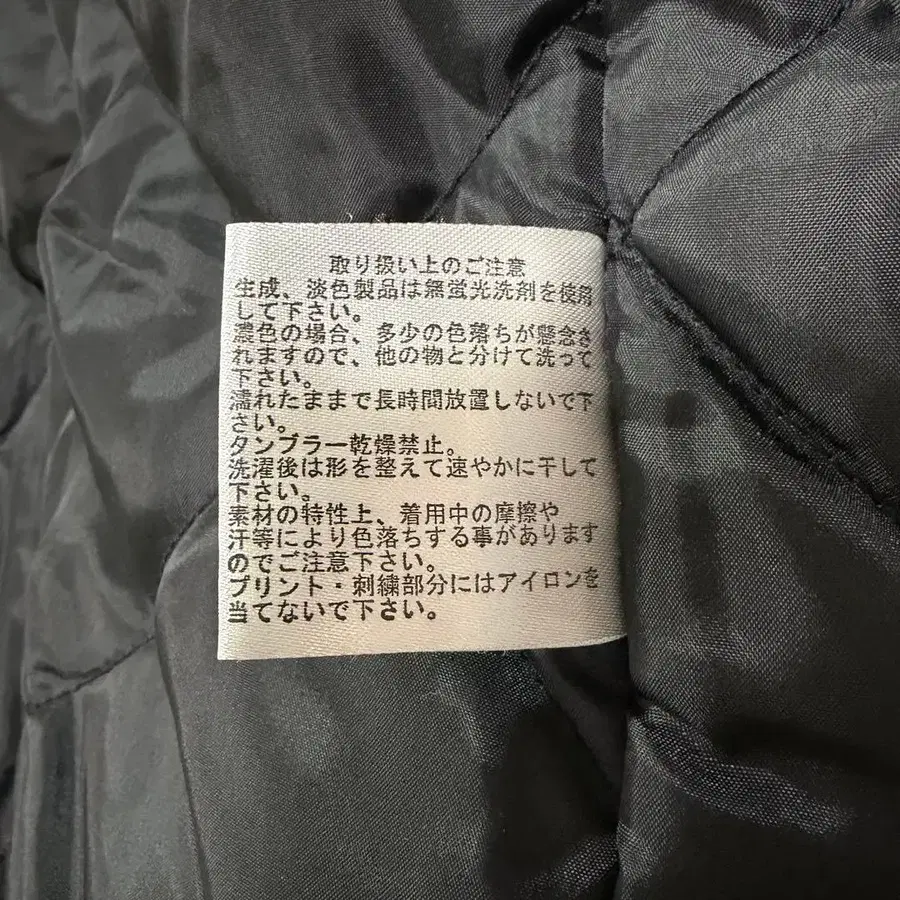 取り扱い上のご注意
生成、淡色製品は無蛍光洗剤を使用
して下さい。
濃色の場合、多少の色落ちが懸念さ
れますので、他の物と分けて洗って
下さい。
濡れたままで長時間放置しないで下
さい。
タンブラー乾燥禁止。
洗濯後は形を整えて速やかに干して
下さい。
素材の特性上、着用中の摩擦や
汗等により色落ちする事があります
のでご注意下さい。
プリント・刺繍部分にはアイロンを
当てないで下さい。